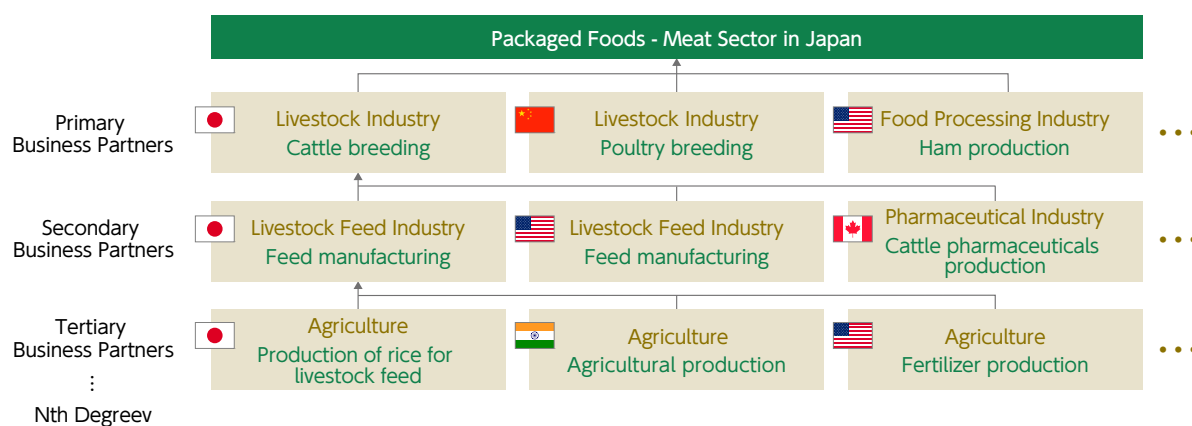 Packaged Foods - Meat Sector in Japan
Primary
Business Partners
Livestock Industry
Cattle breeding
Livestock Industry
Poultry breeding
Food Processing Industry
Ham production
Secondary
Business Partners
Livestock Feed Industry
Feed manufacturing
Livestock Feed Industry
Feed manufacturing
Pharmaceutical Industry
Cattle pharmaceuticals
production
Tertiary
Business Partners
Agriculture
Production of rice for
livestock feed
Agriculture
Agricultural production
Agriculture
Fertilizer production
Nth Degreev